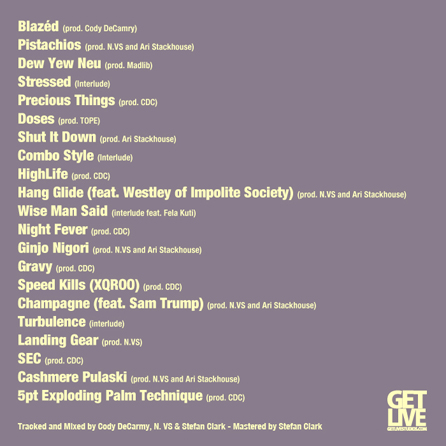 Blazéd (prod. Cody DeCamry)
Pistachios (prod. N.VS and Ari Stackhouse)
Dew Yew Neu (prod. Madlib)
Stressed (Interlude)
Precious Things (prod. CDC)
Doses (prod. TOPE)
Shut It Down (prod. Ari Stackhouse)
Combo Style (Interlude)
HighLife (prod. CDC)
Hang Glide (feat. Westley of Impolite Society) (prod. N.VS and Ari Stackhouse)
Wise Man Said (interlude feat. Fela Kuti)
Night Fever (prod. CDC)
Ginjo Nigori (prod. N.VS and Ari Stackhouse)
Gravy (prod. CDC)
Speed Kills (XQROO) (prod. CDC)
Champagne (feat. Sam Trump) (prod. N.VS and Ari Stackhouse)
Turbulence (interlude)
Landing Gear (prod. N.VS)
SEC (prod. CDC)
Cashmere Pulaski (prod. N.VS and Ari Stackhouse)
5pt Exploding Palm Technique (prod. CDC)
Tracked and Mixed by Cody DeCarmy, N. VS & Stefan Clark - Mastered by Stefan Clark
GET
LIVE
GETLIVESTUDIOS.COM